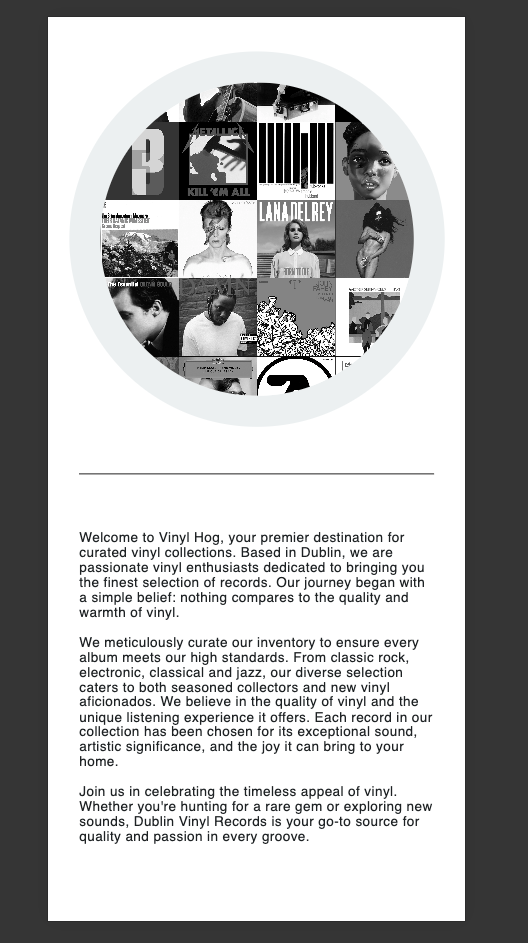 METALLICA
KILL 'EM ALL
LANA DEL REY
BORN TO DIE
The Essential
Welcome to Vinyl Hog, your premier destination for
curated vinyl collections. Based in Dublin, we are
passionate vinyl enthusiasts dedicated to bringing you
the finest selection of records. Our journey began with
a simple belief: nothing compares to the quality and
warmth of vinyl.
We meticulously curate our inventory to ensure every
album meets our high standards. From classic rock,
electronic, classical and jazz, our diverse selection
caters to both seasoned collectors and new vinyl
aficionados. We believe in the quality of vinyl and the
unique listening experience it offers. Each record in our
collection has been chosen for its exceptional sound,
artistic significance, and the joy it can bring to your
home.
Join us in celebrating the timeless appeal of vinyl.
Whether you're hunting for a rare gem or exploring new
sounds, Dublin Vinyl Records is your go-to source for
quality and passion in every groove.